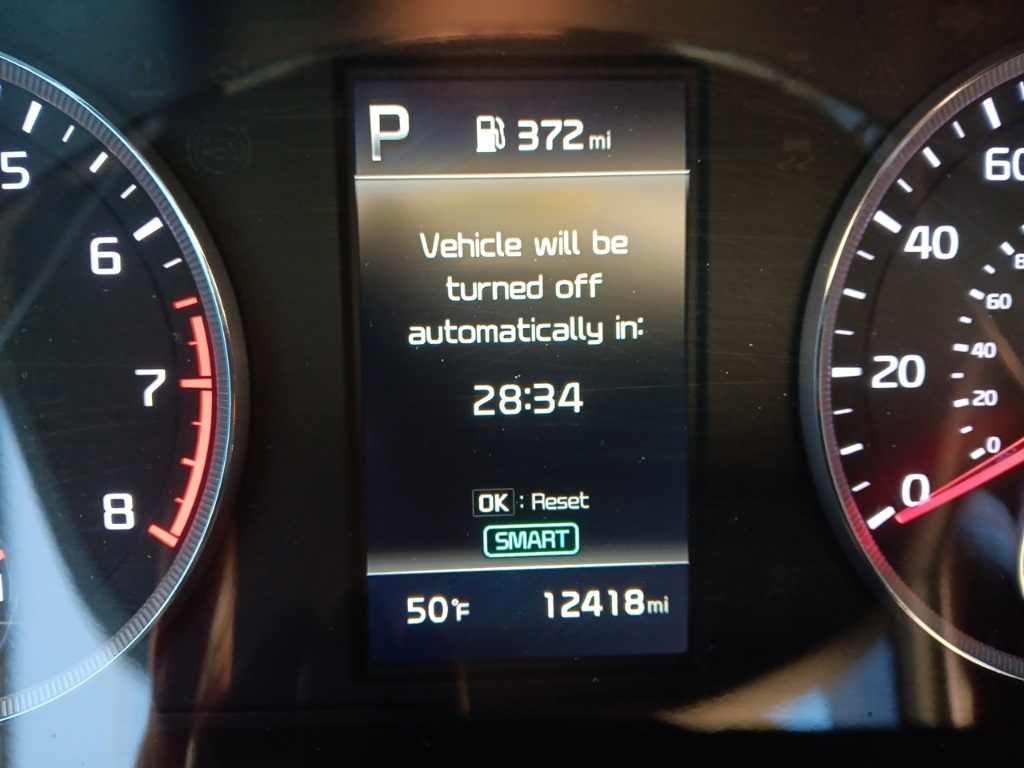 P 372 mi
Vehicle will be
turned off
automatically in:
28:34
OK : Reset
SMART
50°F 12418 mi
5
6
7
8
60
40
20
0
80
60
40
20
0